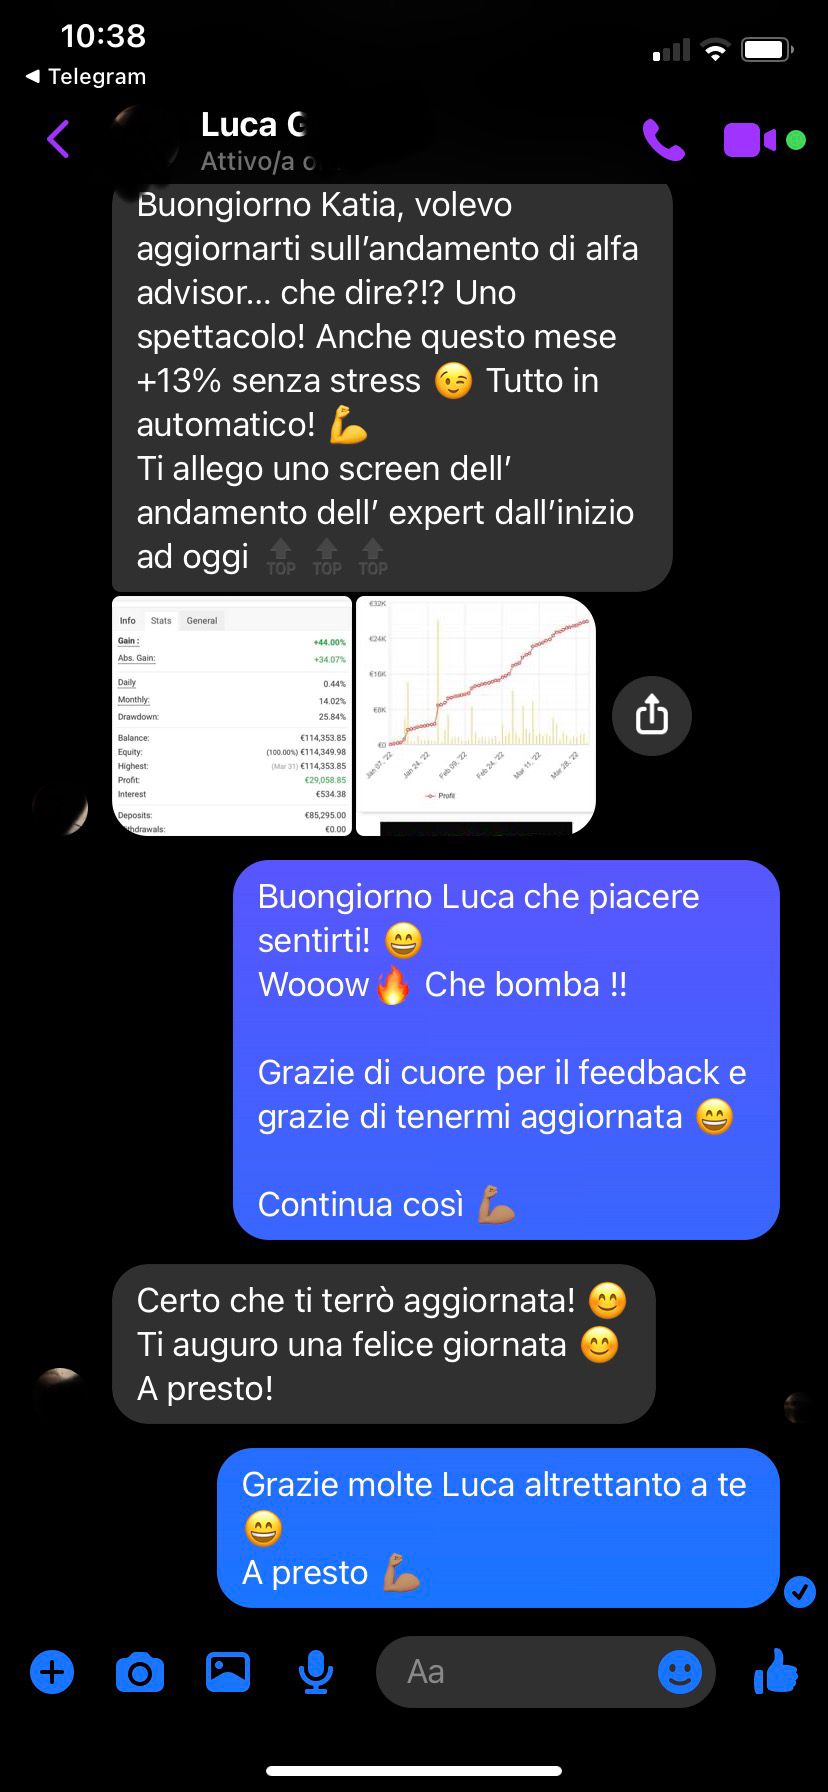 10:38
Telegram
Luca G
Attivo/a o
Buongiorno Katia, volevo
aggiornarti sull’andamento di alfa
advisor... che dire?!? Uno
spettacolo! Anche questo mese
+13% senza stress 😉 Tutto in
automatico! 💪
Ti allego uno screen dell’
andamento dell’ expert dall’inizio
ad oggi 🔝 🔝 🔝
Info Stats General
Gain : +44.00%
Abs. Gain: +34.07%
Daily 0.44%
Monthly: 14.02%
Drawdown: 25.84%
Balance: €114,353.85
Equity: (100.00%) €114,349.98
Highest: (Mar 31) €114,353.85
Profit: €29,058.85
Interest €534.38
Deposits: €85,295.00
thdrawals: €0.00
€32K
€24K
€16K
€8K
€0
Jan 07, '22 Jan 24, '22 Feb 09, '22 Feb 24, '22 Mar 11, '22 Mar 28, '22
Profit
Buongiorno Luca che piacere
sentirti! 😄
Wooow🔥 Che bomba !!
Grazie di cuore per il feedback e
grazie di tenermi aggiornata 😄
Continua così 💪🏽
Certo che ti terrò aggiornata! 😊
Ti auguro una felice giornata 😊
A presto!
Grazie molte Luca altrettanto a te
😄
A presto 💪🏽
Aa